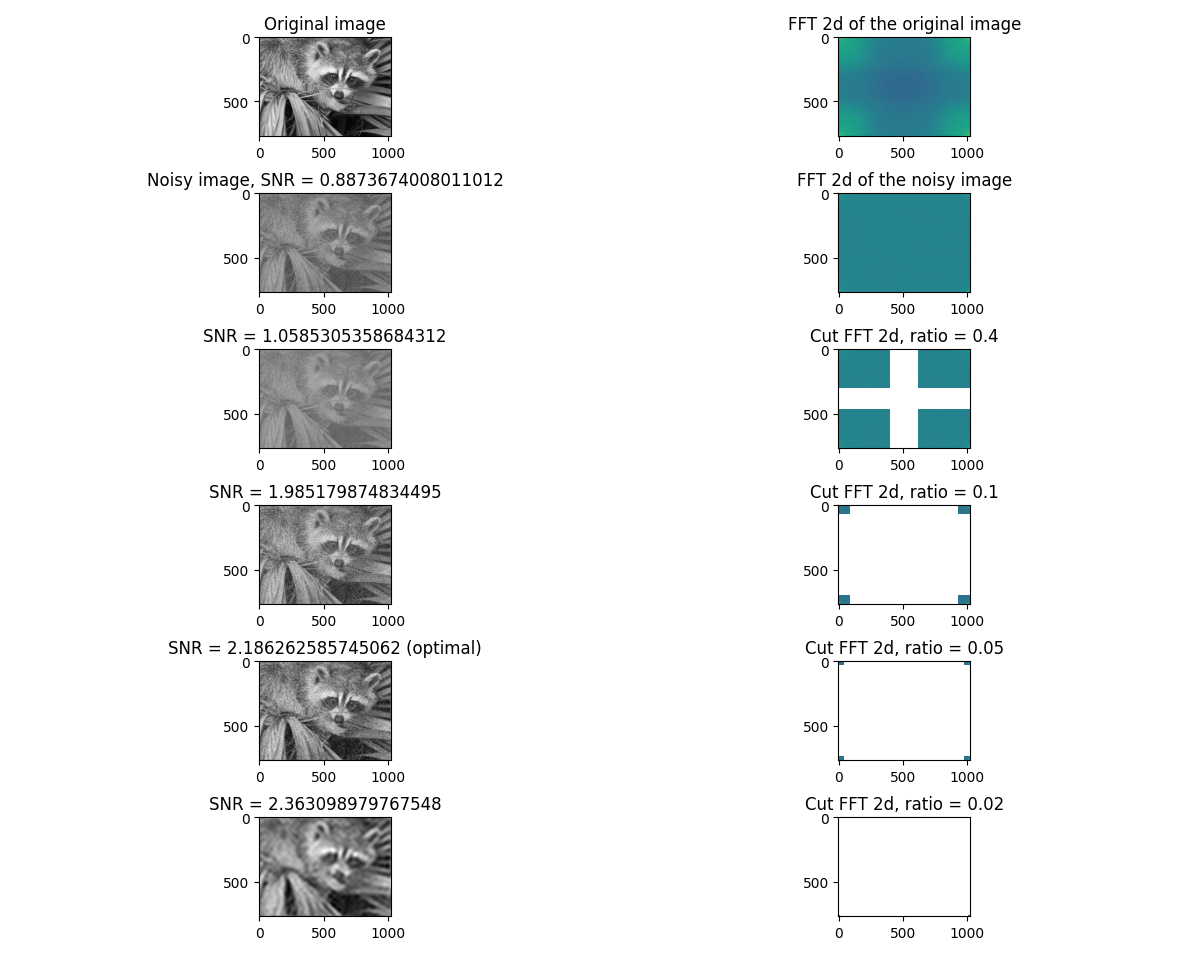 Original image
FFT 2d of the original image
0
500
0 500 1000
0
500
0 500 1000
Noisy image, SNR = 0.8873674008011012
FFT 2d of the noisy image
0
500
0 500 1000
0
500
0 500 1000
SNR = 1.0585305358684312
Cut FFT 2d, ratio = 0.4
0
500
0 500 1000
0
500
0 500 1000
SNR = 1.985179874834495
Cut FFT 2d, ratio = 0.1
0
500
0 500 1000
0
500
0 500 1000
SNR = 2.186262585745062 (optimal)
Cut FFT 2d, ratio = 0.05
0
500
0 500 1000
0
500
0 500 1000
SNR = 2.363098979767548
Cut FFT 2d, ratio = 0.02
0
500
0 500 1000
0
500
0 500 1000